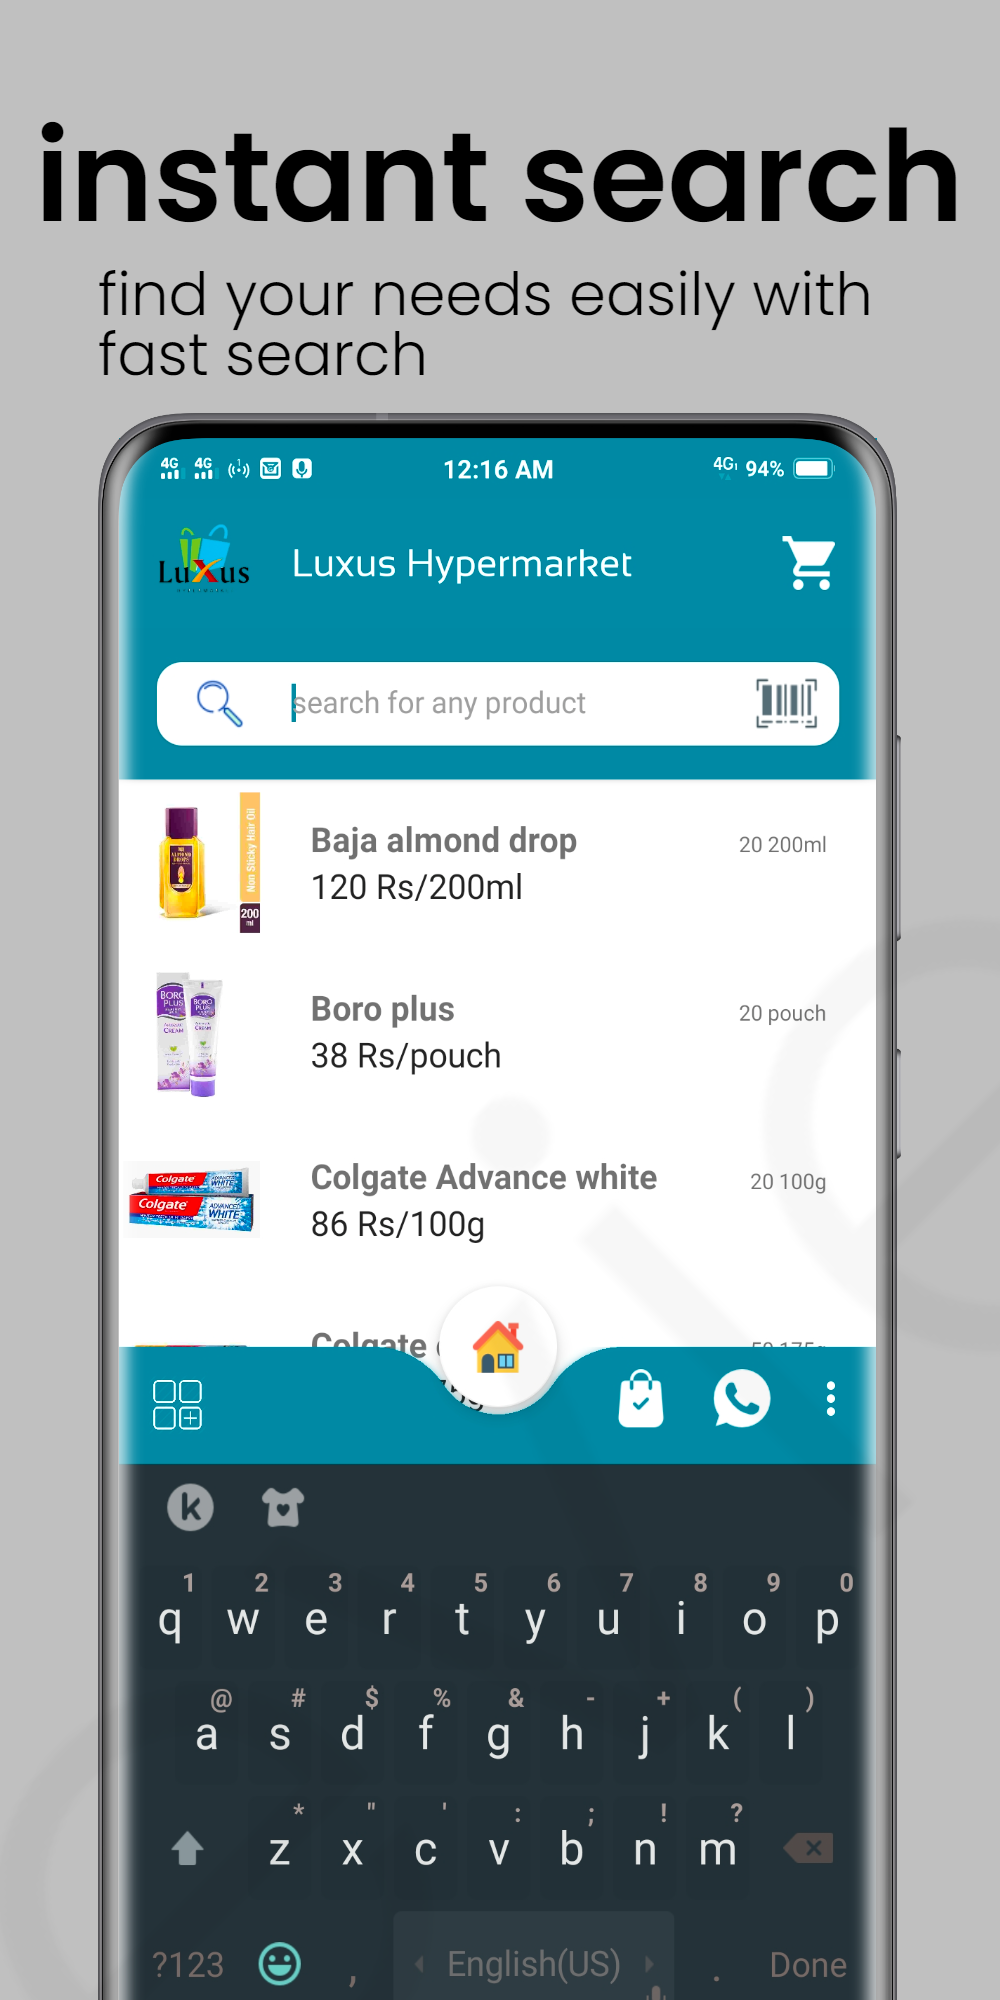 instant search
find your needs easily with
fast search
4G 4G 12:16 AM 4G 94%
Luxus Luxus Hypermarket
search for any product
Non Sticky Hair Oil
200 ml
Baja almond drop 20 200ml
120 Rs/200ml
BORO PLUS
CREAM
BORO PLUS
CREAM
Boro plus 20 pouch
38 Rs/pouch
Colgate ADVANCED WHITE
Colgate ADVANCED WHITE
Colgate Advance white 20 100g
86 Rs/100g
Colgate 50 175g
k
1 2 3 4 5 6 7 8 9 0
q w e r t y u i o p
@ # $ % & - + ( )
a s d f g h j k l
* " ' : ; ! ?
z x c v b n m
?123 , English(US) . Done